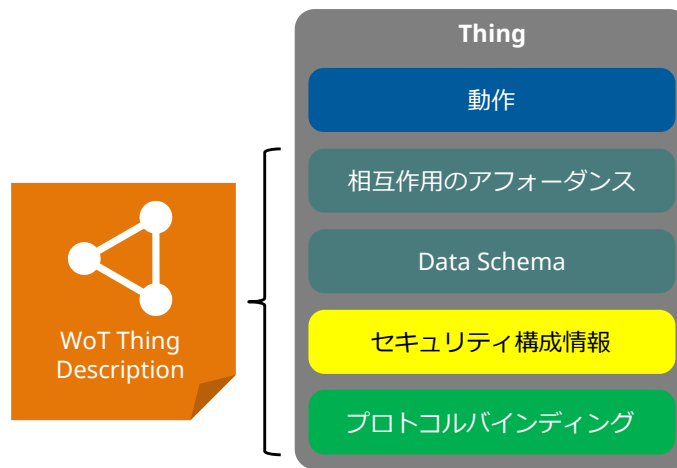 Thing
動作
相互作用のアフォーダンス
Data Schema
セキュリティ構成情報
プロトコルバインディング
WoT Thing
Description